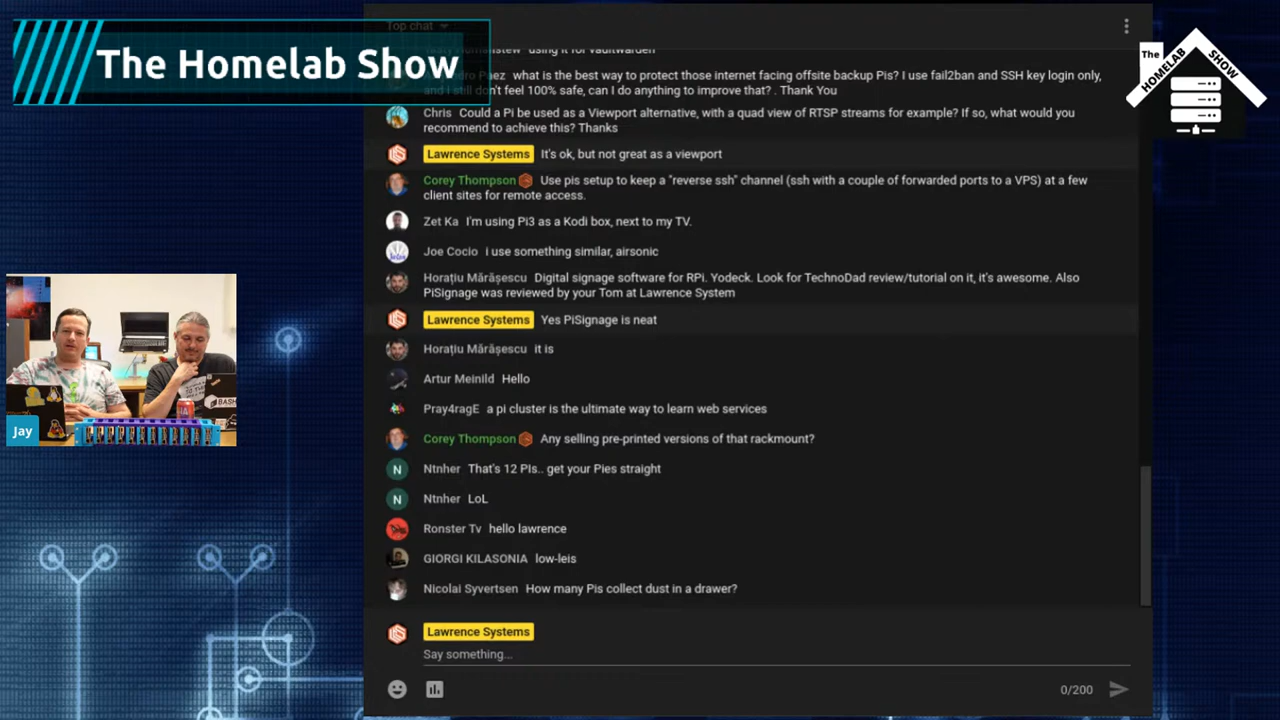 The Homelab Show
Top chat
The
HOMELAB
SHOW
using it for vaultwarden
Paez what is the best way to protect those internet facing offsite backup Pis? I use fail2ban and SSH key login only,
and i still don't feel 100% safe, can I do anything to improve that? . Thank You
Chris Could a Pi be used as a Viewport alternative, with a quad view of RTSP streams for example? If so, what would you
recommend to achieve this? Thanks
Lawrence Systems It's ok, but not great as a viewport
Corey Thompson Use pis setup to keep a "reverse ssh" channel (ssh with a couple of forwarded ports to a VPS) at a few
client sites for remote access.
Zet Ka I'm using Pi3 as a Kodi box, next to my TV.
Joe Cocio i use something similar, airsonic
Horațiu Mărășescu Digital signage software for RPi. Yodeck. Look for TechnoDad review/tutorial on it, it's awesome. Also
PiSignage was reviewed by your Tom at Lawrence System
Lawrence Systems Yes PiSignage is neat
Horațiu Mărășescu it is
Artur Meinild Hello
Pray4ragE a pi cluster is the ultimate way to learn web services
BASH
Jay
Corey Thompson Any selling pre-printed versions of that rackmount?
N Ntnher That's 12 PIs.. get your Pies straight
N Ntnher LoL
Ronster Tv hello lawrence
GIORGI KILASONIA low-leis
Nicolai Syvertsen How many Pis collect dust in a drawer?
Lawrence Systems
Say something...
0/200